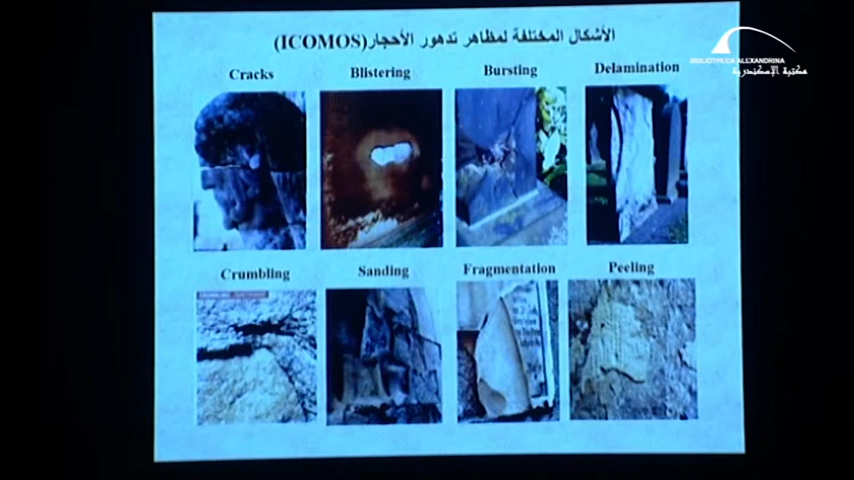 الأشكال المختلفة لمظاهر تدهور الأحجار(ICOMOS)
BIBLIOTHECA ALEXANDRINA
مكتبة الإسكندرية
Cracks
Blistering
Bursting
Delamination
Crumbling
Sanding
Fragmentation
Peeling